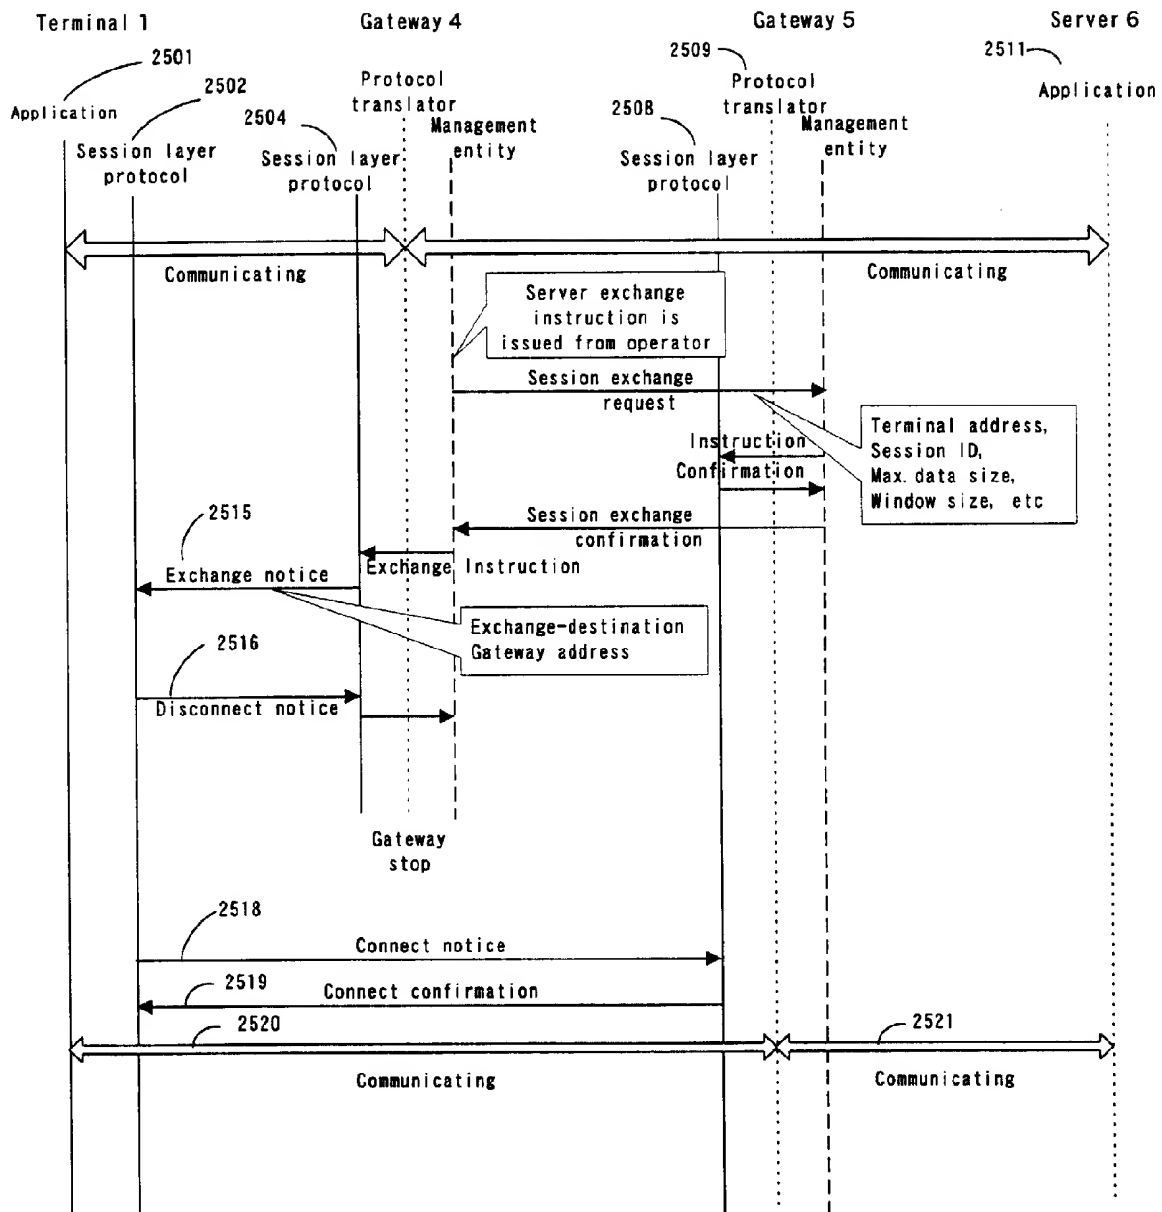 Terminal 1
Gateway 4
Gateway 5
Server 6
2501
2502
2504
2508
2509
2511
Application
Session layer
protocol
Session layer
protocol
Protocol
translator
Management
entity
Session layer
protocol
Protocol
translator
Management
entity
Application
Communicating
Communicating
Server exchange
instruction is
issued from operator
Session exchange
request
Terminal address,
Session ID,
Max. data size,
Window size, etc
Instruction
Confirmation
Session exchange
confirmation
2515
Exchange Instruction
Exchange notice
Exchange-destination
Gateway address
2516
Disconnect notice
Gateway
stop
2518
Connect notice
2519
Connect confirmation
2520
2521
Communicating
Communicating